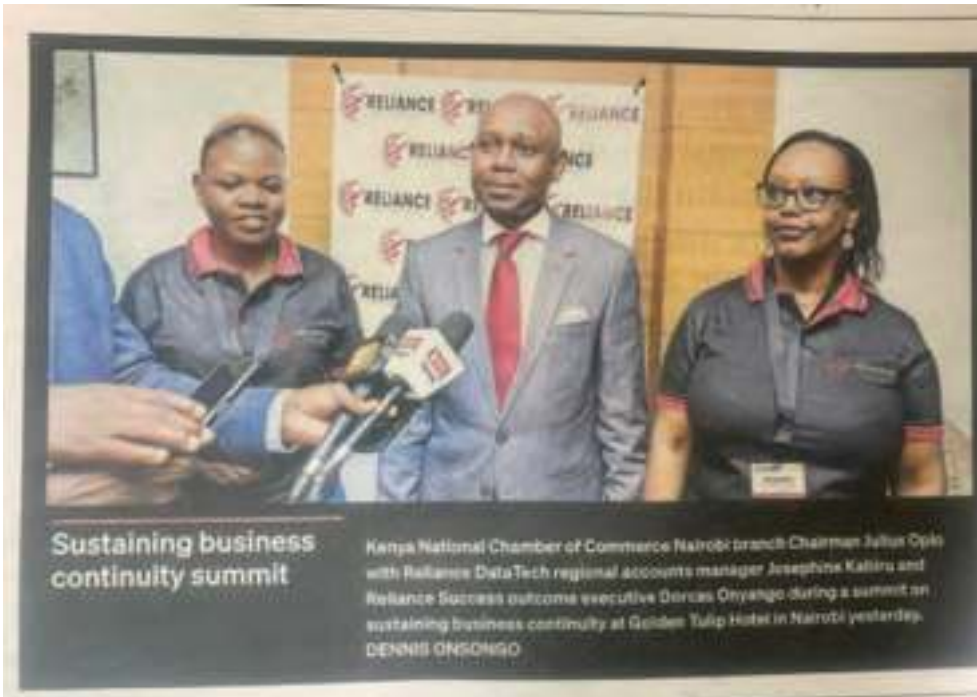 RELIANCE
RELIANCE
RELIANCE
RELIANCE
RELIANCE
Sustaining business
continuity summit
Kenya National Chamber of Commerce Nairobi branch Chairman Julius Opio
with Reliance DataTech regional accounts manager Josephine Kabiru and
Reliance Success outcome executive Dorcas Onyango during a summit on
sustaining business continuity at Golden Tulip Hotel in Nairobi yesterday.
DENNIS ONSONGO